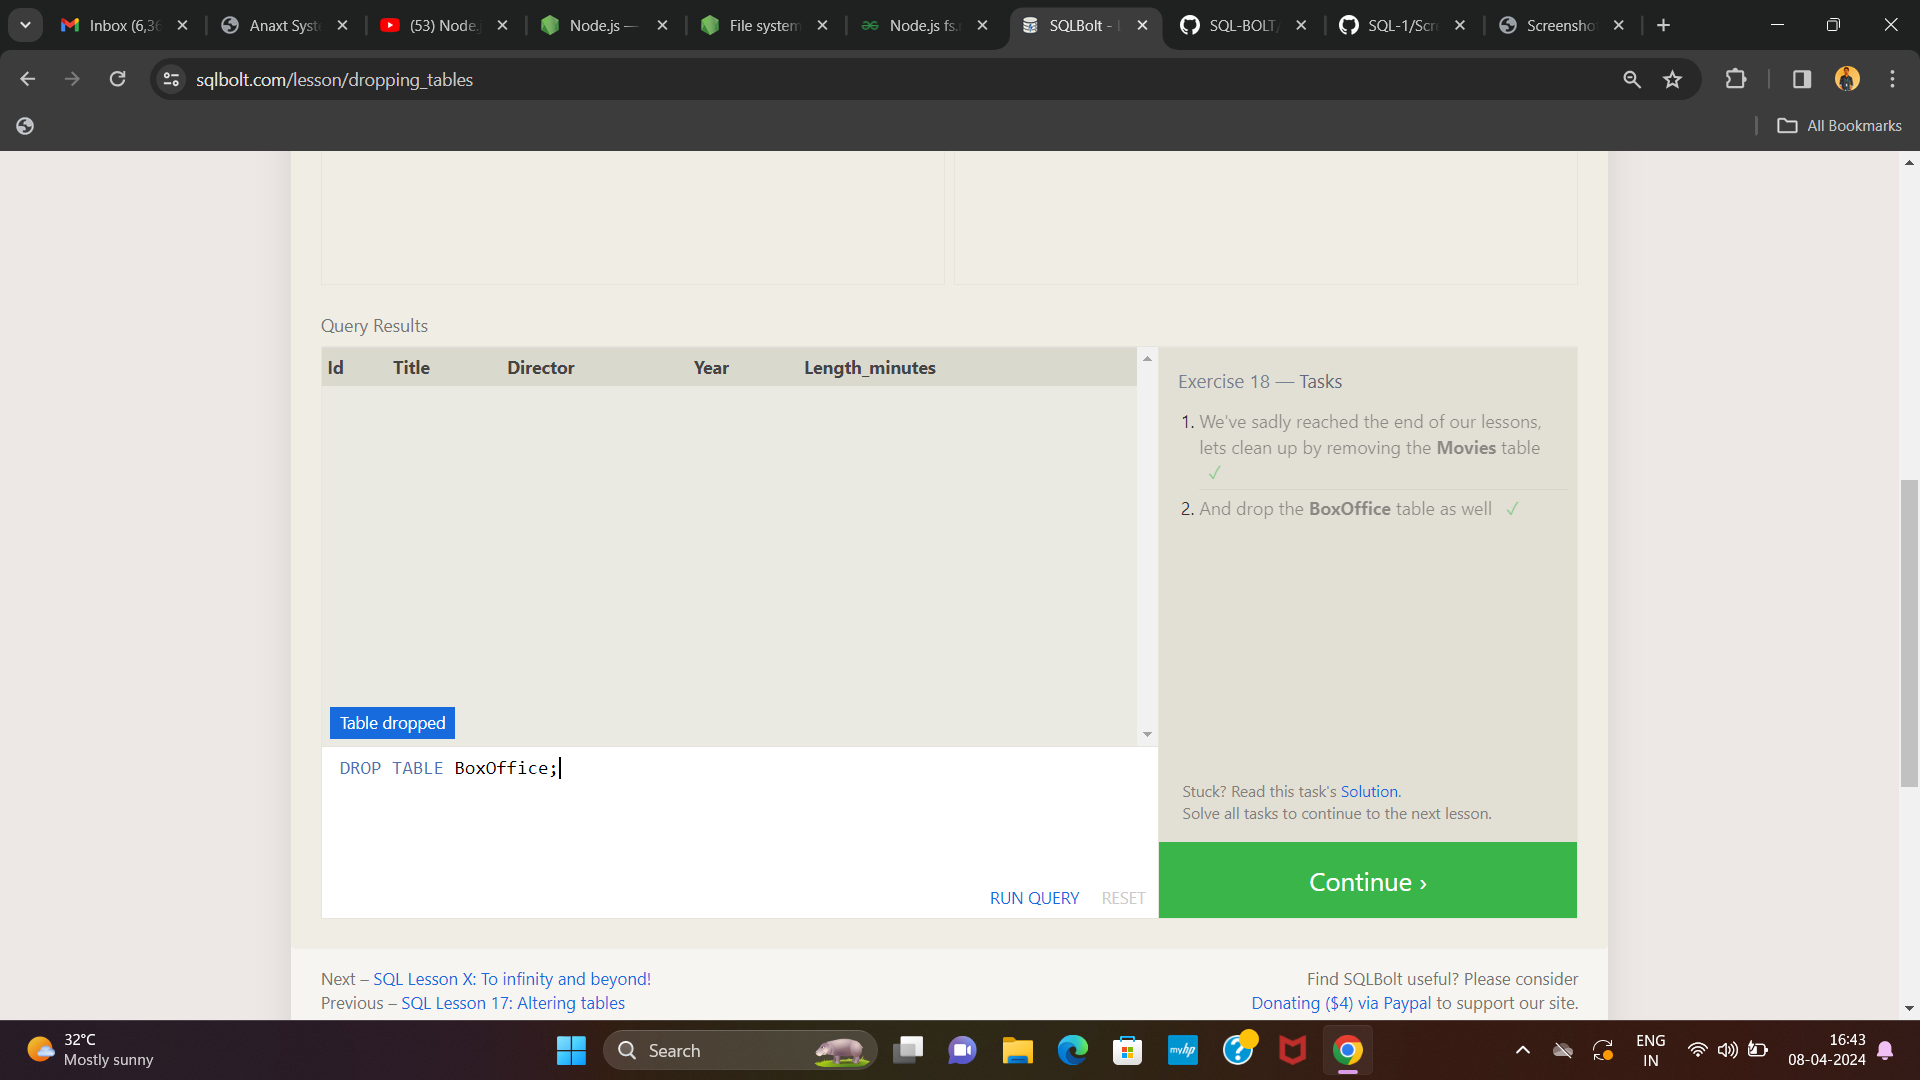 Inbox (6,36
Anaxt Syst
(53) Node.j
Node.js —
File system
Node.js fs.
SQLBolt -
SQL-BOLT/
SQL-1/Scr
Screensho
sqlbolt.com/lesson/dropping_tables
All Bookmarks
Query Results
Id Title Director Year Length_minutes
Table dropped
DROP TABLE BoxOffice;
RUN QUERY RESET
Exercise 18 — Tasks
1. We've sadly reached the end of our lessons,
lets clean up by removing the Movies table
✓
2. And drop the BoxOffice table as well ✓
Stuck? Read this task's Solution.
Solve all tasks to continue to the next lesson.
Continue ›
Next – SQL Lesson X: To infinity and beyond!
Previous – SQL Lesson 17: Altering tables
Find SQLBolt useful? Please consider
Donating ($4) via Paypal to support our site.
32°C
Mostly sunny
Search
myhp
ENG
IN
16:43
08-04-2024